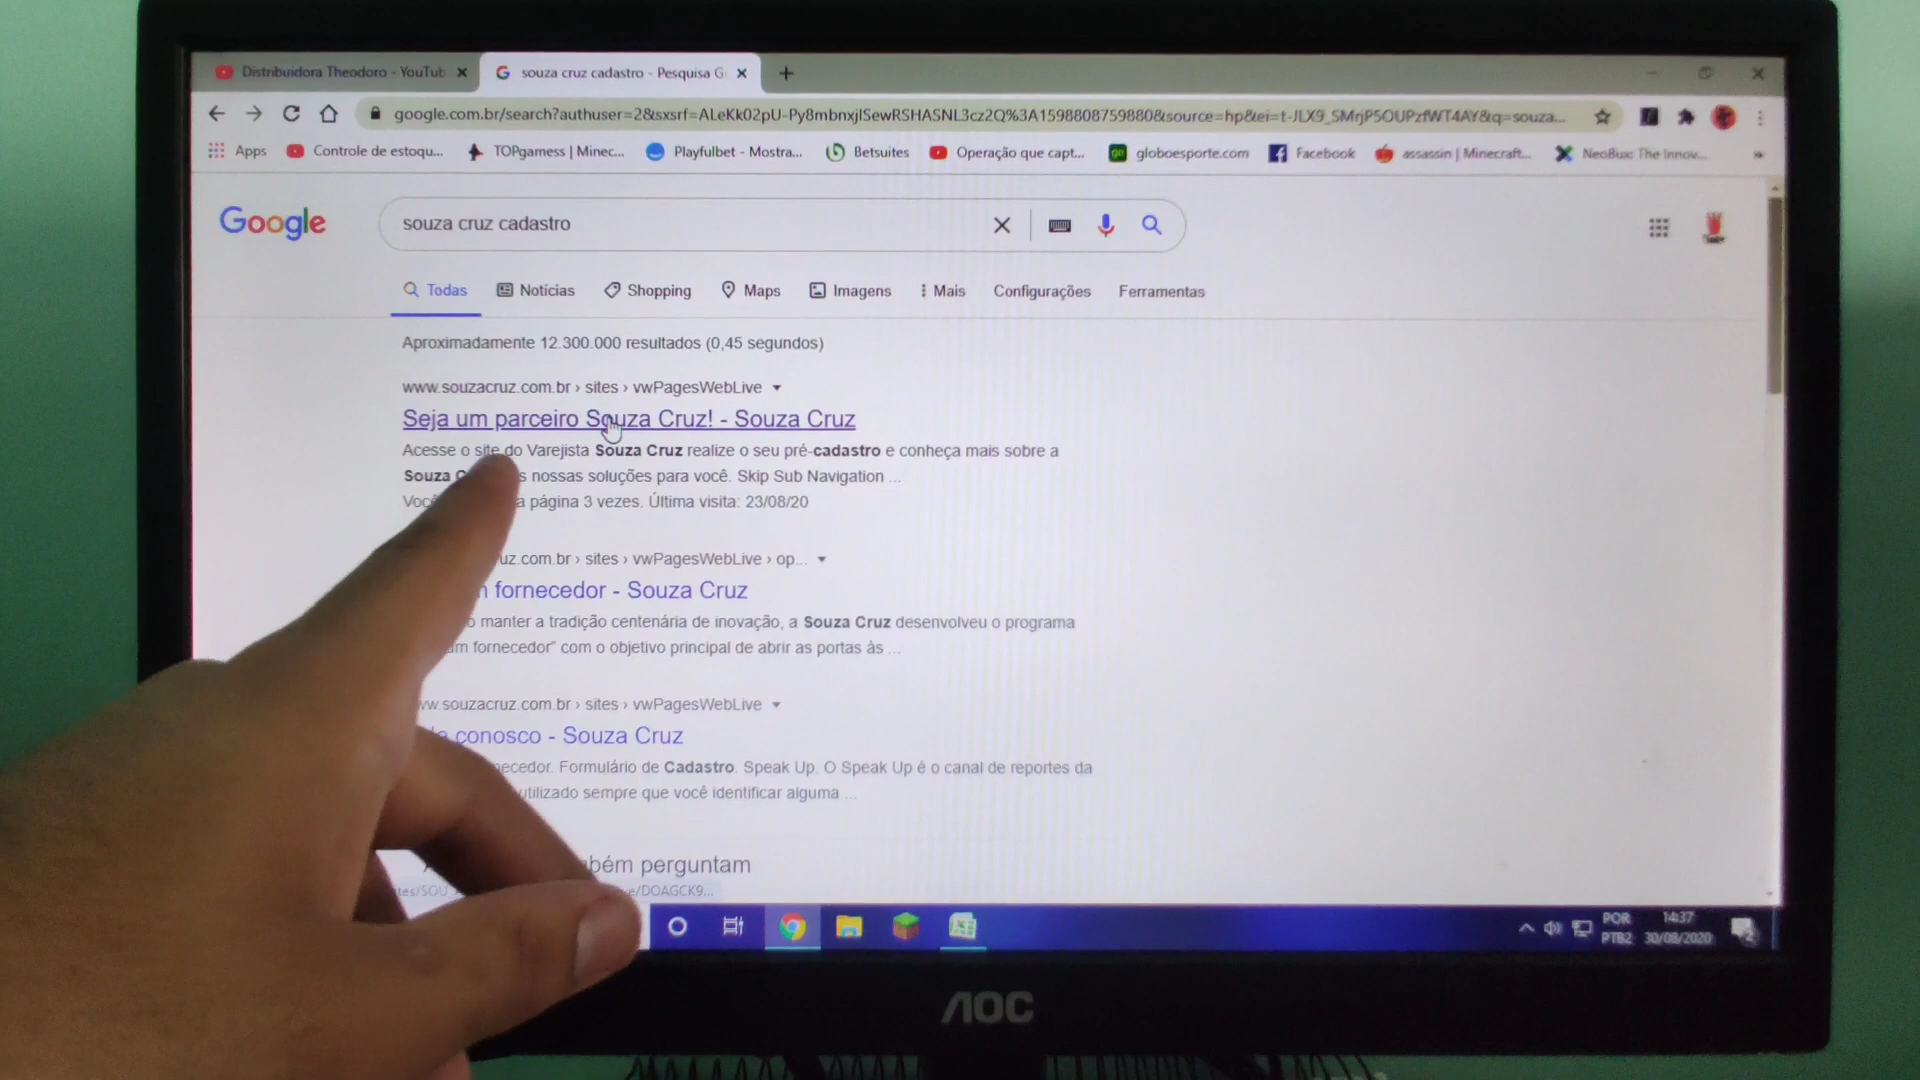 Distribuidora Theodoro - YouTub
souza cruz cadastro - Pesquisa G
google.com.br/search?authuser=2&sxsrf=ALeKk02pU-Py8mbnxjlSewRSHASNL3cz2Q%3A1598808759880&source=hp&ei=t-JLX9_SMrjP5OUPzfWT4AY&q=souza...
Apps Controle de estoqu... TOPgamess | Minec... Playfulbet - Mostra... Betsuites Operação que capt... globoesporte.com Facebook assassin | Minecraft... NeoBux: The Innov... »
Google souza cruz cadastro
Todas Notícias Shopping Maps Imagens Mais Configurações Ferramentas
Aproximadamente 12.300.000 resultados (0,45 segundos)
www.souzacruz.com.br › sites › vwPagesWebLive
Seja um parceiro Souza Cruz! - Souza Cruz
Acesse o site do Varejista Souza Cruz realize o seu pré-cadastro e conheça mais sobre a
Souza nossas soluções para você. Skip Sub Navigation ...
página 3 vezes. Última visita: 23/08/20
uz.com.br › sites › vwPagesWebLive › op...
fornecedor - Souza Cruz
manter a tradição centenária de inovação, a Souza Cruz desenvolveu o programa
um fornecedor" com o objetivo principal de abrir as portas às ...
ww.souzacruz.com.br › sites › vwPagesWebLive
conosco - Souza Cruz
necedor. Formulário de Cadastro. Speak Up. O Speak Up é o canal de reportes da
utilizado sempre que você identificar alguma ...
bém perguntam
e/DOAGCK9...
POR 14:37
PTB2 30/08/2020
2
AOC